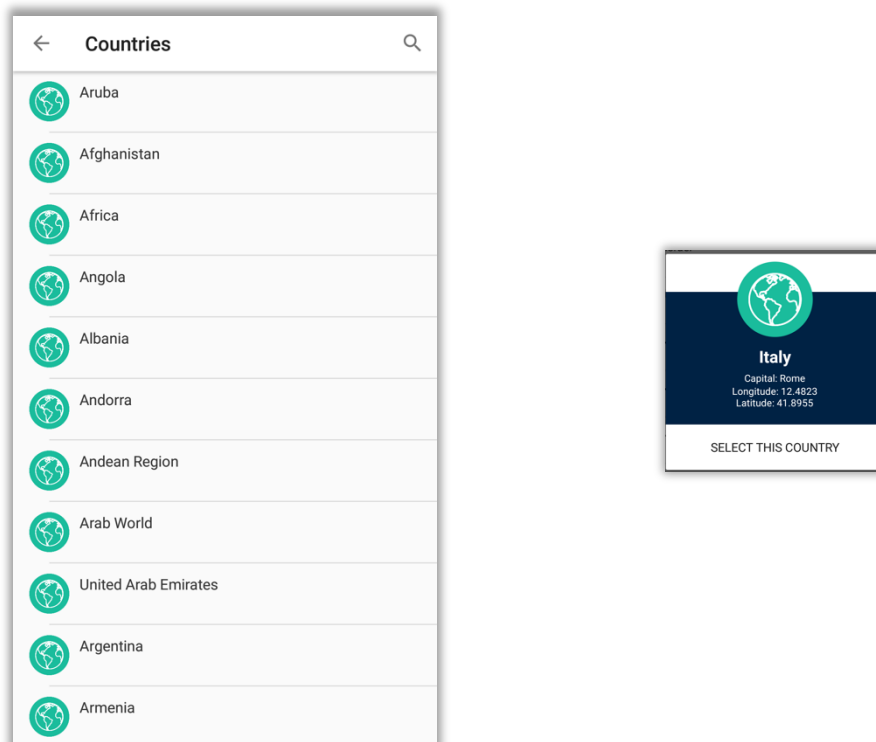 Countries
Aruba
Afghanistan
Africa
Angola
Albania
Andorra
Andean Region
Arab World
United Arab Emirates
Argentina
Armenia
Italy
Capital: Rome
Longitude: 12.4823
Latitude: 41.8955
SELECT THIS COUNTRY